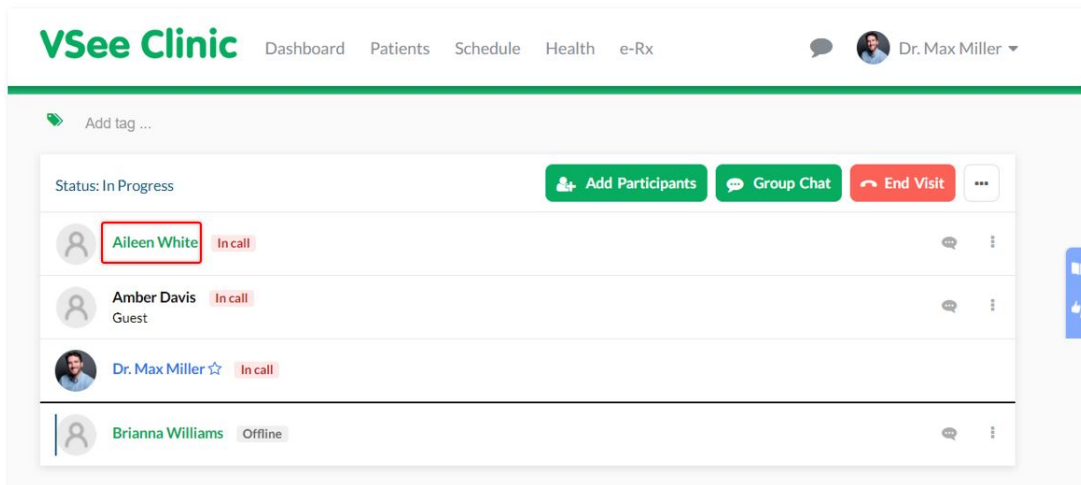 VSee Clinic Dashboard Patients Schedule Health e-Rx Dr. Max Miller
Add tag ...
Status: In Progress Add Participants Group Chat End Visit ...
Aileen White In call
Amber Davis In call
Guest
Dr. Max Miller In call
Brianna Williams Offline